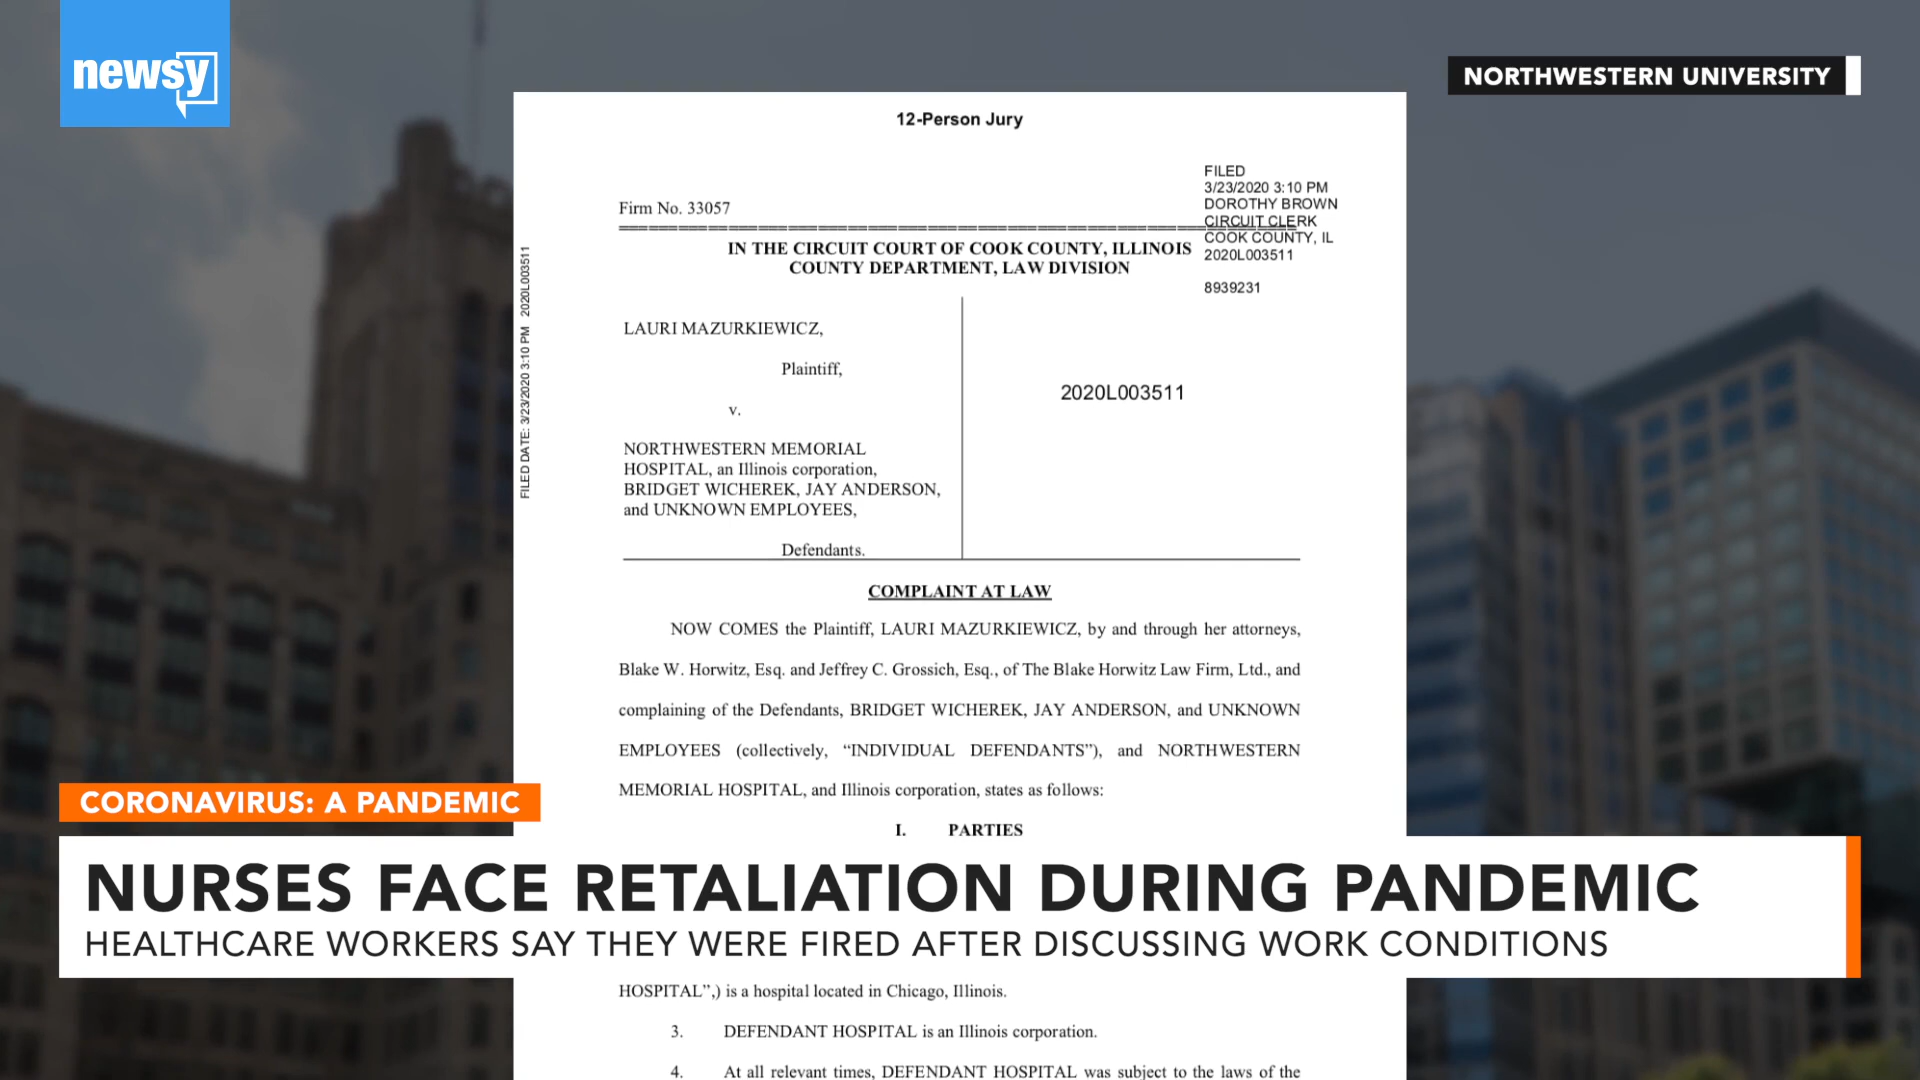 newsy
NORTHWESTERN UNIVERSITY
12-Person Jury
FILED
3/23/2020 3:10 PM
DOROTHY BROWN
CIRCUIT CLERK
COOK COUNTY, IL
2020L003511
8939231
Firm No. 33057
IN THE CIRCUIT COURT OF COOK COUNTY, ILLINOIS
COUNTY DEPARTMENT, LAW DIVISION
FILED DATE: 3/23/2020 3:10 PM 2020L003511
LAURI MAZURKIEWICZ,
Plaintiff,
v.
NORTHWESTERN MEMORIAL
HOSPITAL, an Illinois corporation,
BRIDGET WICHEREK, JAY ANDERSON,
and UNKNOWN EMPLOYEES,
Defendants.
2020L003511
COMPLAINT AT LAW
NOW COMES the Plaintiff, LAURI MAZURKIEWICZ, by and through her attorneys,
Blake W. Horwitz, Esq. and Jeffrey C. Grossich, Esq., of The Blake Horwitz Law Firm, Ltd., and
complaining of the Defendants, BRIDGET WICHEREK, JAY ANDERSON, and UNKNOWN
EMPLOYEES (collectively, “INDIVIDUAL DEFENDANTS”), and NORTHWESTERN
MEMORIAL HOSPITAL, and Illinois corporation, states as follows:
I. PARTIES
CORONAVIRUS: A PANDEMIC
NURSES FACE RETALIATION DURING PANDEMIC
HEALTHCARE WORKERS SAY THEY WERE FIRED AFTER DISCUSSING WORK CONDITIONS
HOSPITAL”,) is a hospital located in Chicago, Illinois.
3. DEFENDANT HOSPITAL is an Illinois corporation.
4. At all relevant times, DEFENDANT HOSPITAL was subject to the laws of the